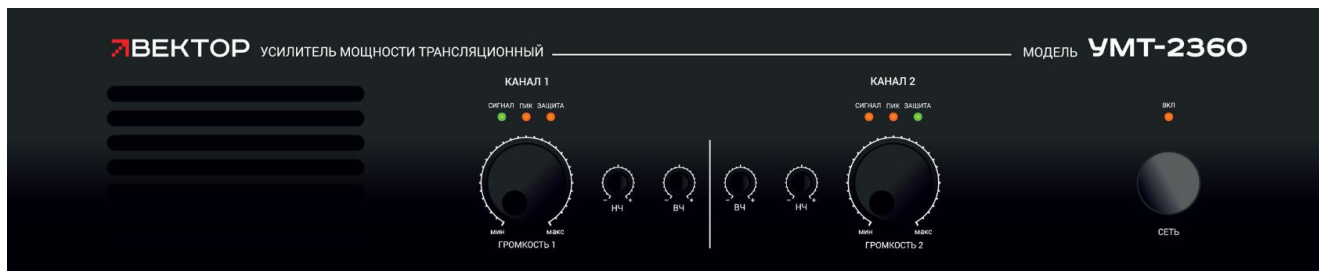 ВЕКТОР УСИЛИТЕЛЬ МОЩНОСТИ ТРАНСЛЯЦИОННЫЙ МОДЕЛЬ УМТ-2360
КАНАЛ 1
СИГНАЛ ПИК ЗАЩИТА
- НЧ +
- ВЧ +
МИН МАКС
ГРОМКОСТЬ 1
- ВЧ +
- НЧ +
КАНАЛ 2
СИГНАЛ ПИК ЗАЩИТА
МИН МАКС
ГРОМКОСТЬ 2
ВКЛ
СЕТЬ